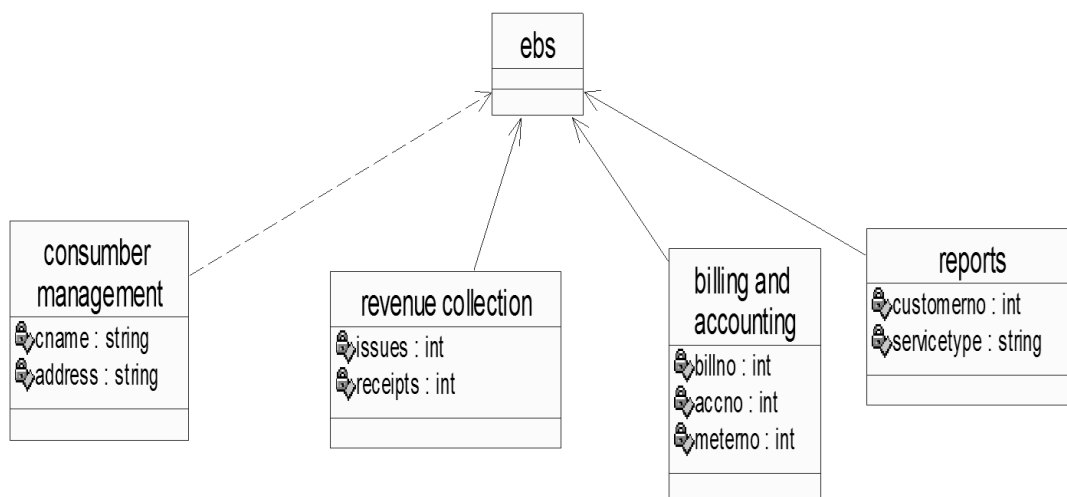 ebs
consumber
management
cname : string
address : string
revenue collection
issues : int
receipts : int
billing and
accounting
billno : int
accno : int
meterno : int
reports
customerno : int
servicetype : string